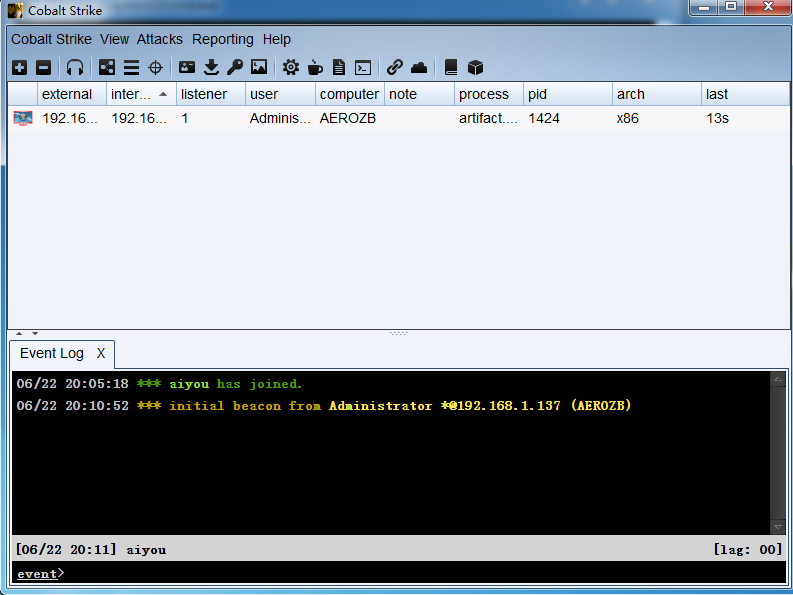 Cobalt Strike
Cobalt Strike View Attacks Reporting Help
external inter... listener user computer note process pid arch last
192.16... 192.16... 1 Adminis... AEROZB artifact.... 1424 x86 13s
Event Log X
06/22 20:05:18 *** aiyou has joined.
06/22 20:10:52 *** initial beacon from Administrator *@192.168.1.137 (AEROZB)
[06/22 20:11] aiyou [lag: 00]
event>